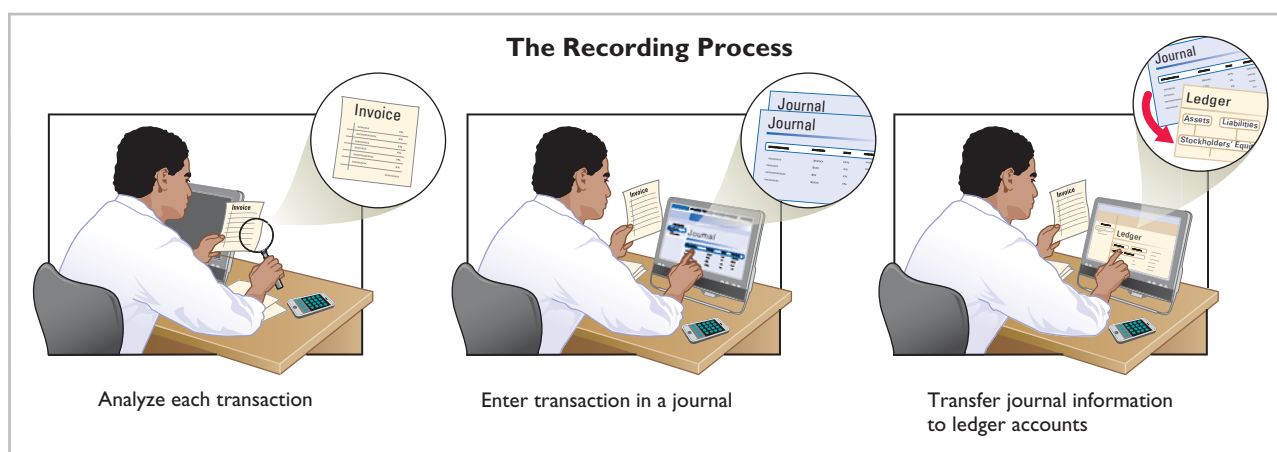 The Recording Process
Invoice
Invoice
Analyze each transaction
Journal
Journal
Invoice
Journal
Enter transaction in a journal
Journal
Ledger
Assets
Liabilities
Stockholders'
Invoice
Ledger
Transfer journal information
to ledger accounts